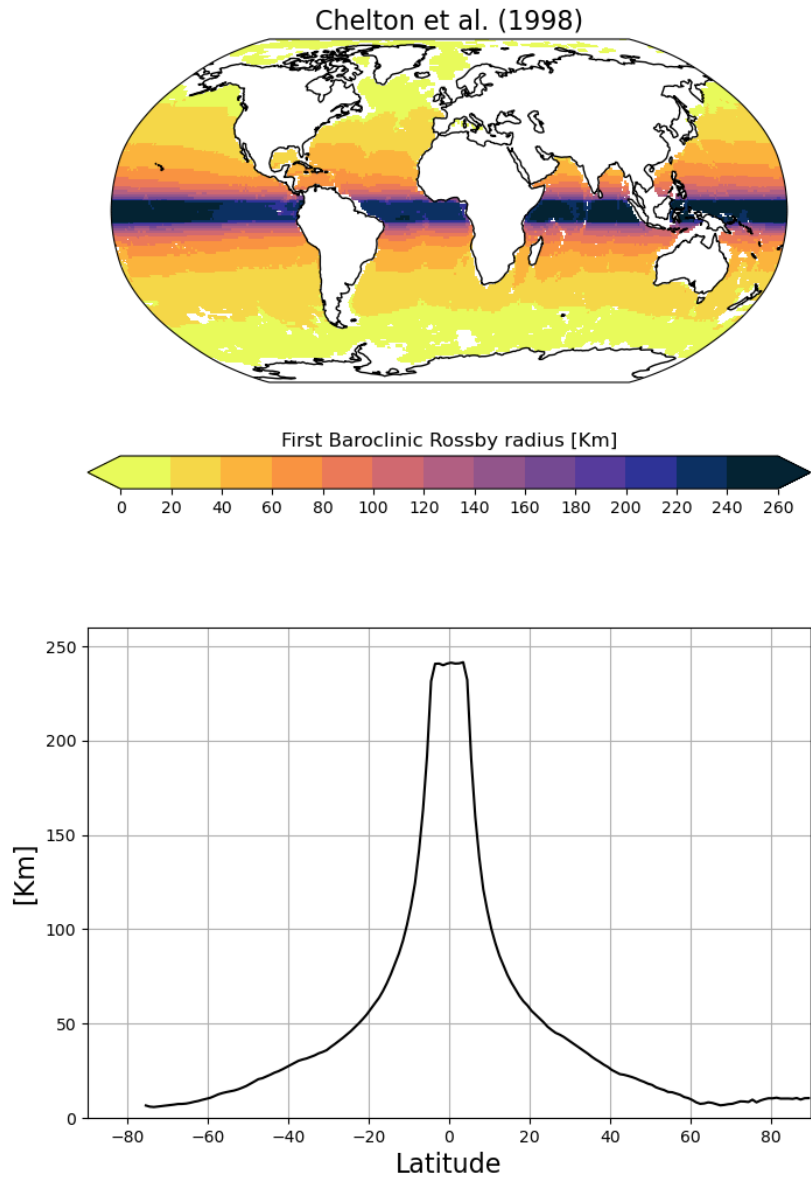 Chelton et al. (1998)
First Baroclinic Rossby radius [Km]
0 20 40 60 80 100 120 140 160 180 200 220 240 260
250
200
150
100
50
0
[Km]
−80 −60 −40 −20 0 20 40 60 80
Latitude